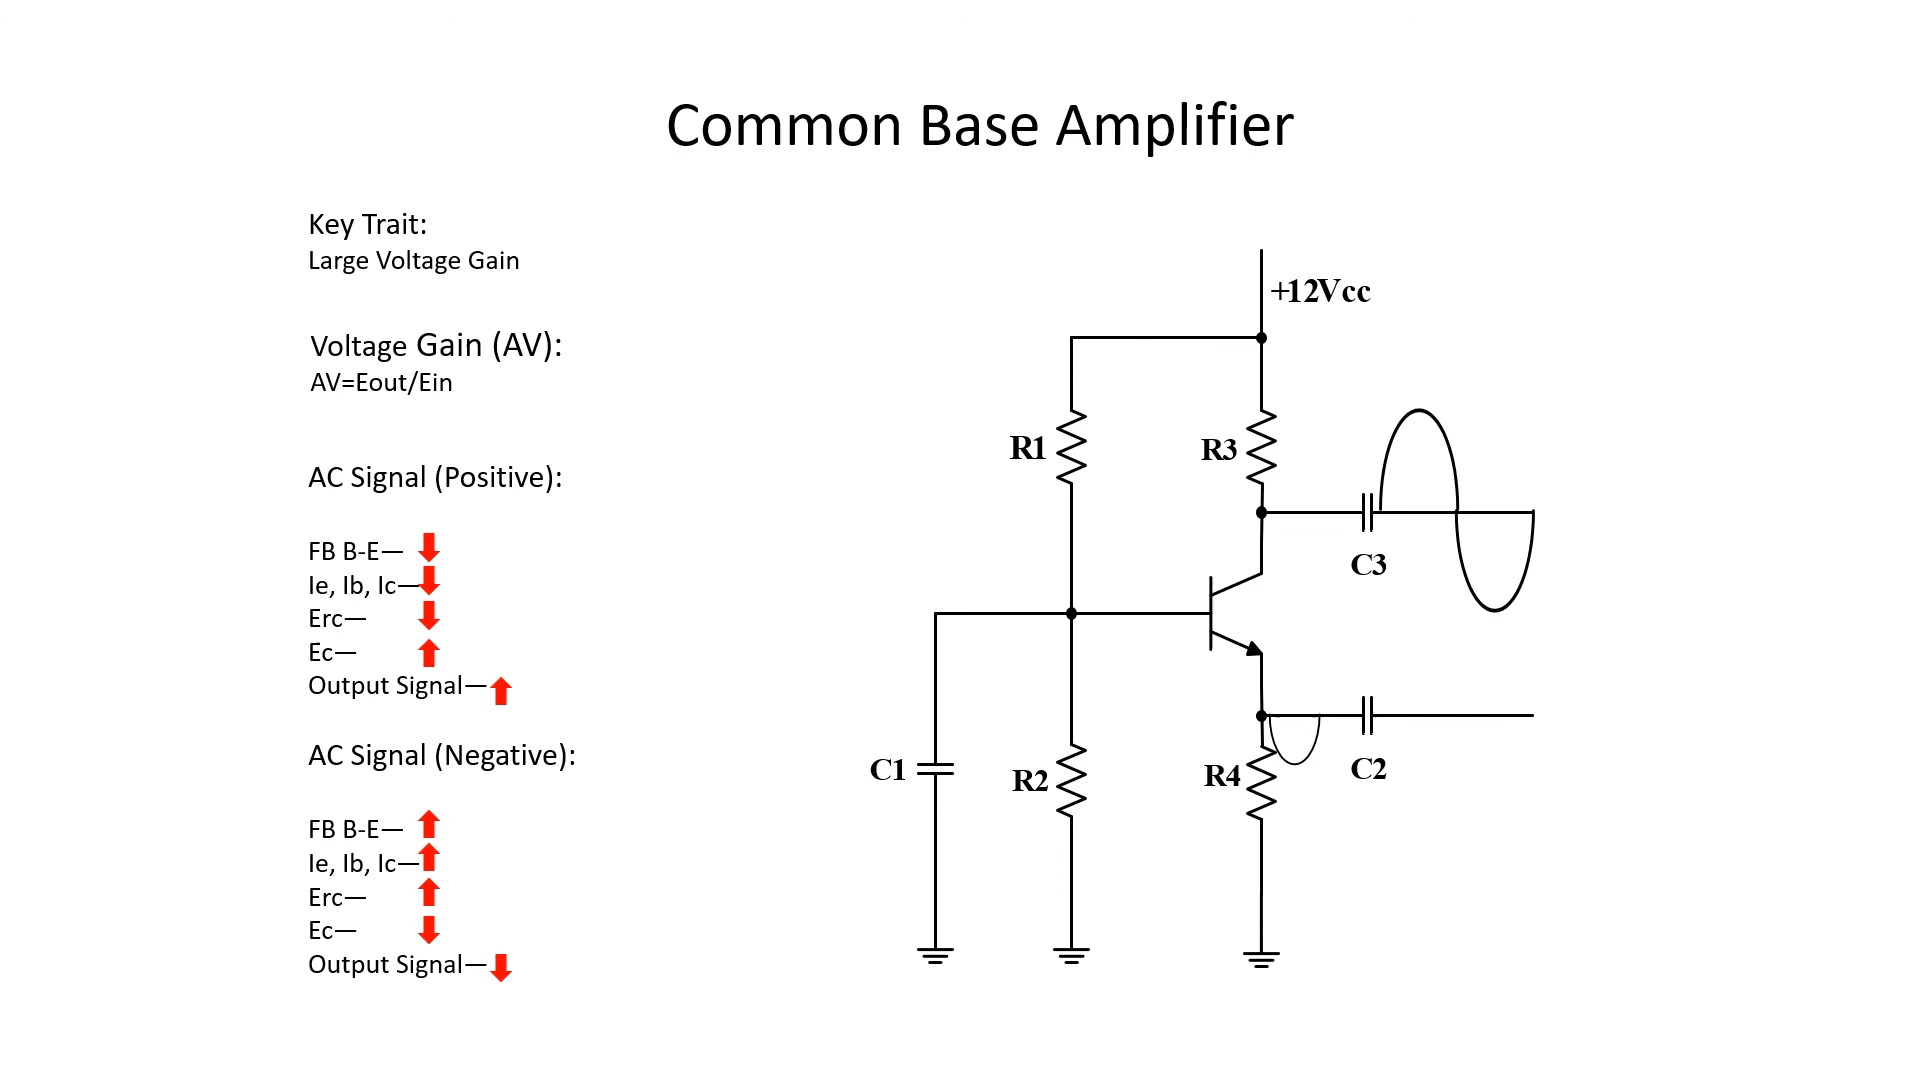 Common Base Amplifier
Key Trait:
Large Voltage Gain
Voltage Gain (AV):
AV=Eout/Ein
AC Signal (Positive):
FB B-E—
Ie, Ib, Ic—
Erc—
Ec—
Output Signal—
AC Signal (Negative):
FB B-E—
Ie, Ib, Ic—
Erc—
Ec—
Output Signal—
+12Vcc
R1
R3
C3
C1
R2
R4
C2